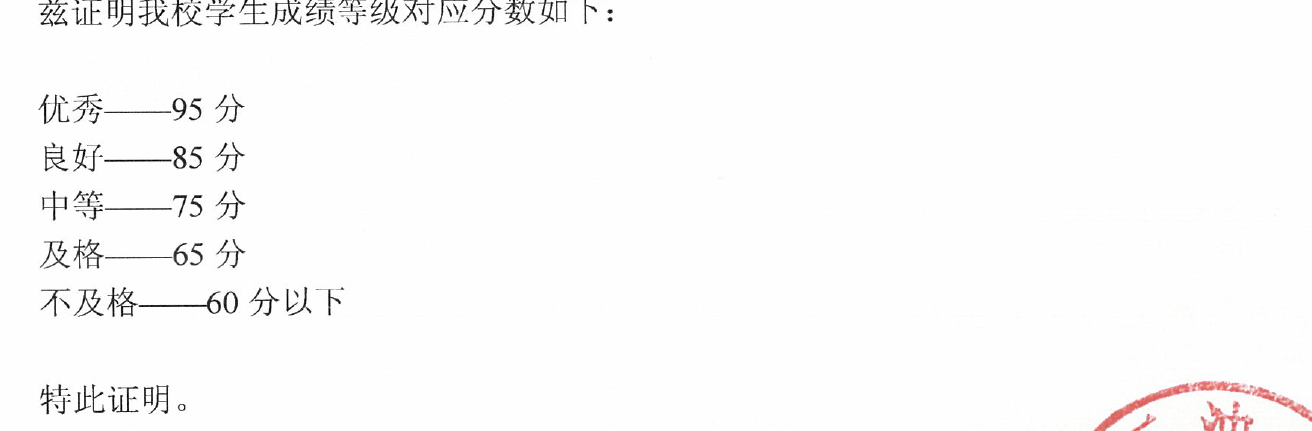 兹证明我校学生成绩等级对应分数如下：
优秀——95 分
良好——85 分
中等——75 分
及格——65 分
不及格——60 分以下
特此证明。